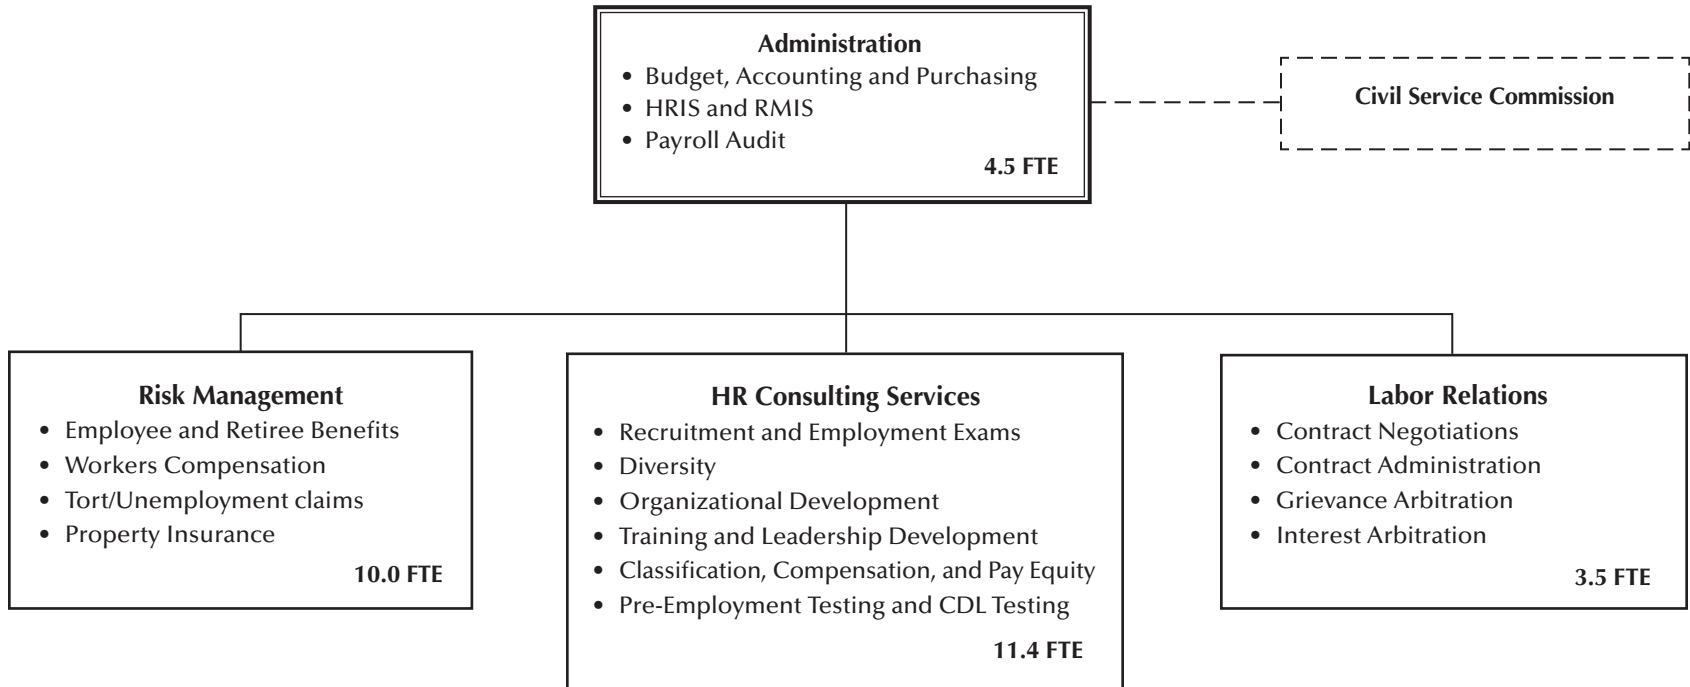 Administration
• Budget, Accounting and Purchasing
• HRIS and RMIS
• Payroll Audit
4.5 FTE
Civil Service Commission
Risk Management
• Employee and Retiree Benefits
• Workers Compensation
• Tort/Unemployment claims
• Property Insurance
10.0 FTE
HR Consulting Services
• Recruitment and Employment Exams
• Diversity
• Organizational Development
• Training and Leadership Development
• Classification, Compensation, and Pay Equity
• Pre-Employment Testing and CDL Testing
11.4 FTE
Labor Relations
• Contract Negotiations
• Contract Administration
• Grievance Arbitration
• Interest Arbitration
3.5 FTE